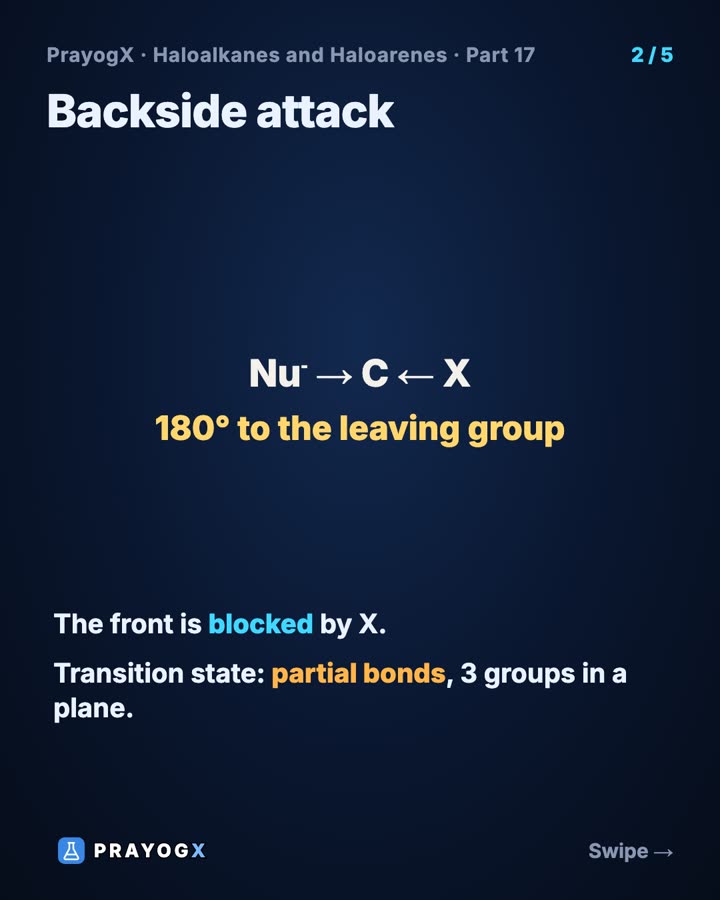 PrayogX · Haloalkanes and Haloarenes · Part 17
2 / 5
Backside attack
Nu⁻ → C ← X
180° to the leaving group
The front is blocked by X.
Transition state: partial bonds, 3 groups in a
plane.
PRAYOGX
Swipe →